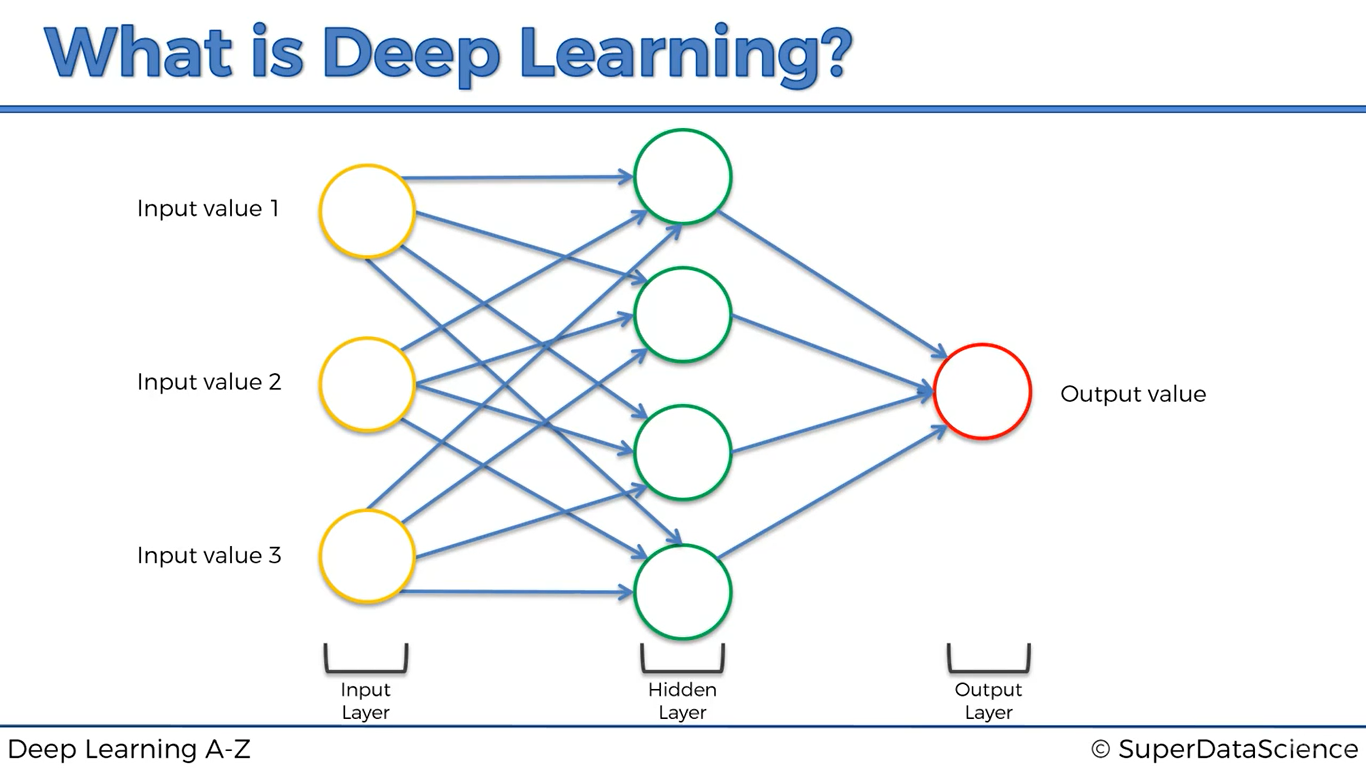 What is Deep Learning?
Input value 1
Input value 2
Output value
Input value 3
Input
Layer
Hidden
Layer
Output
Layer
Deep Learning A-Z
© SuperDataScience